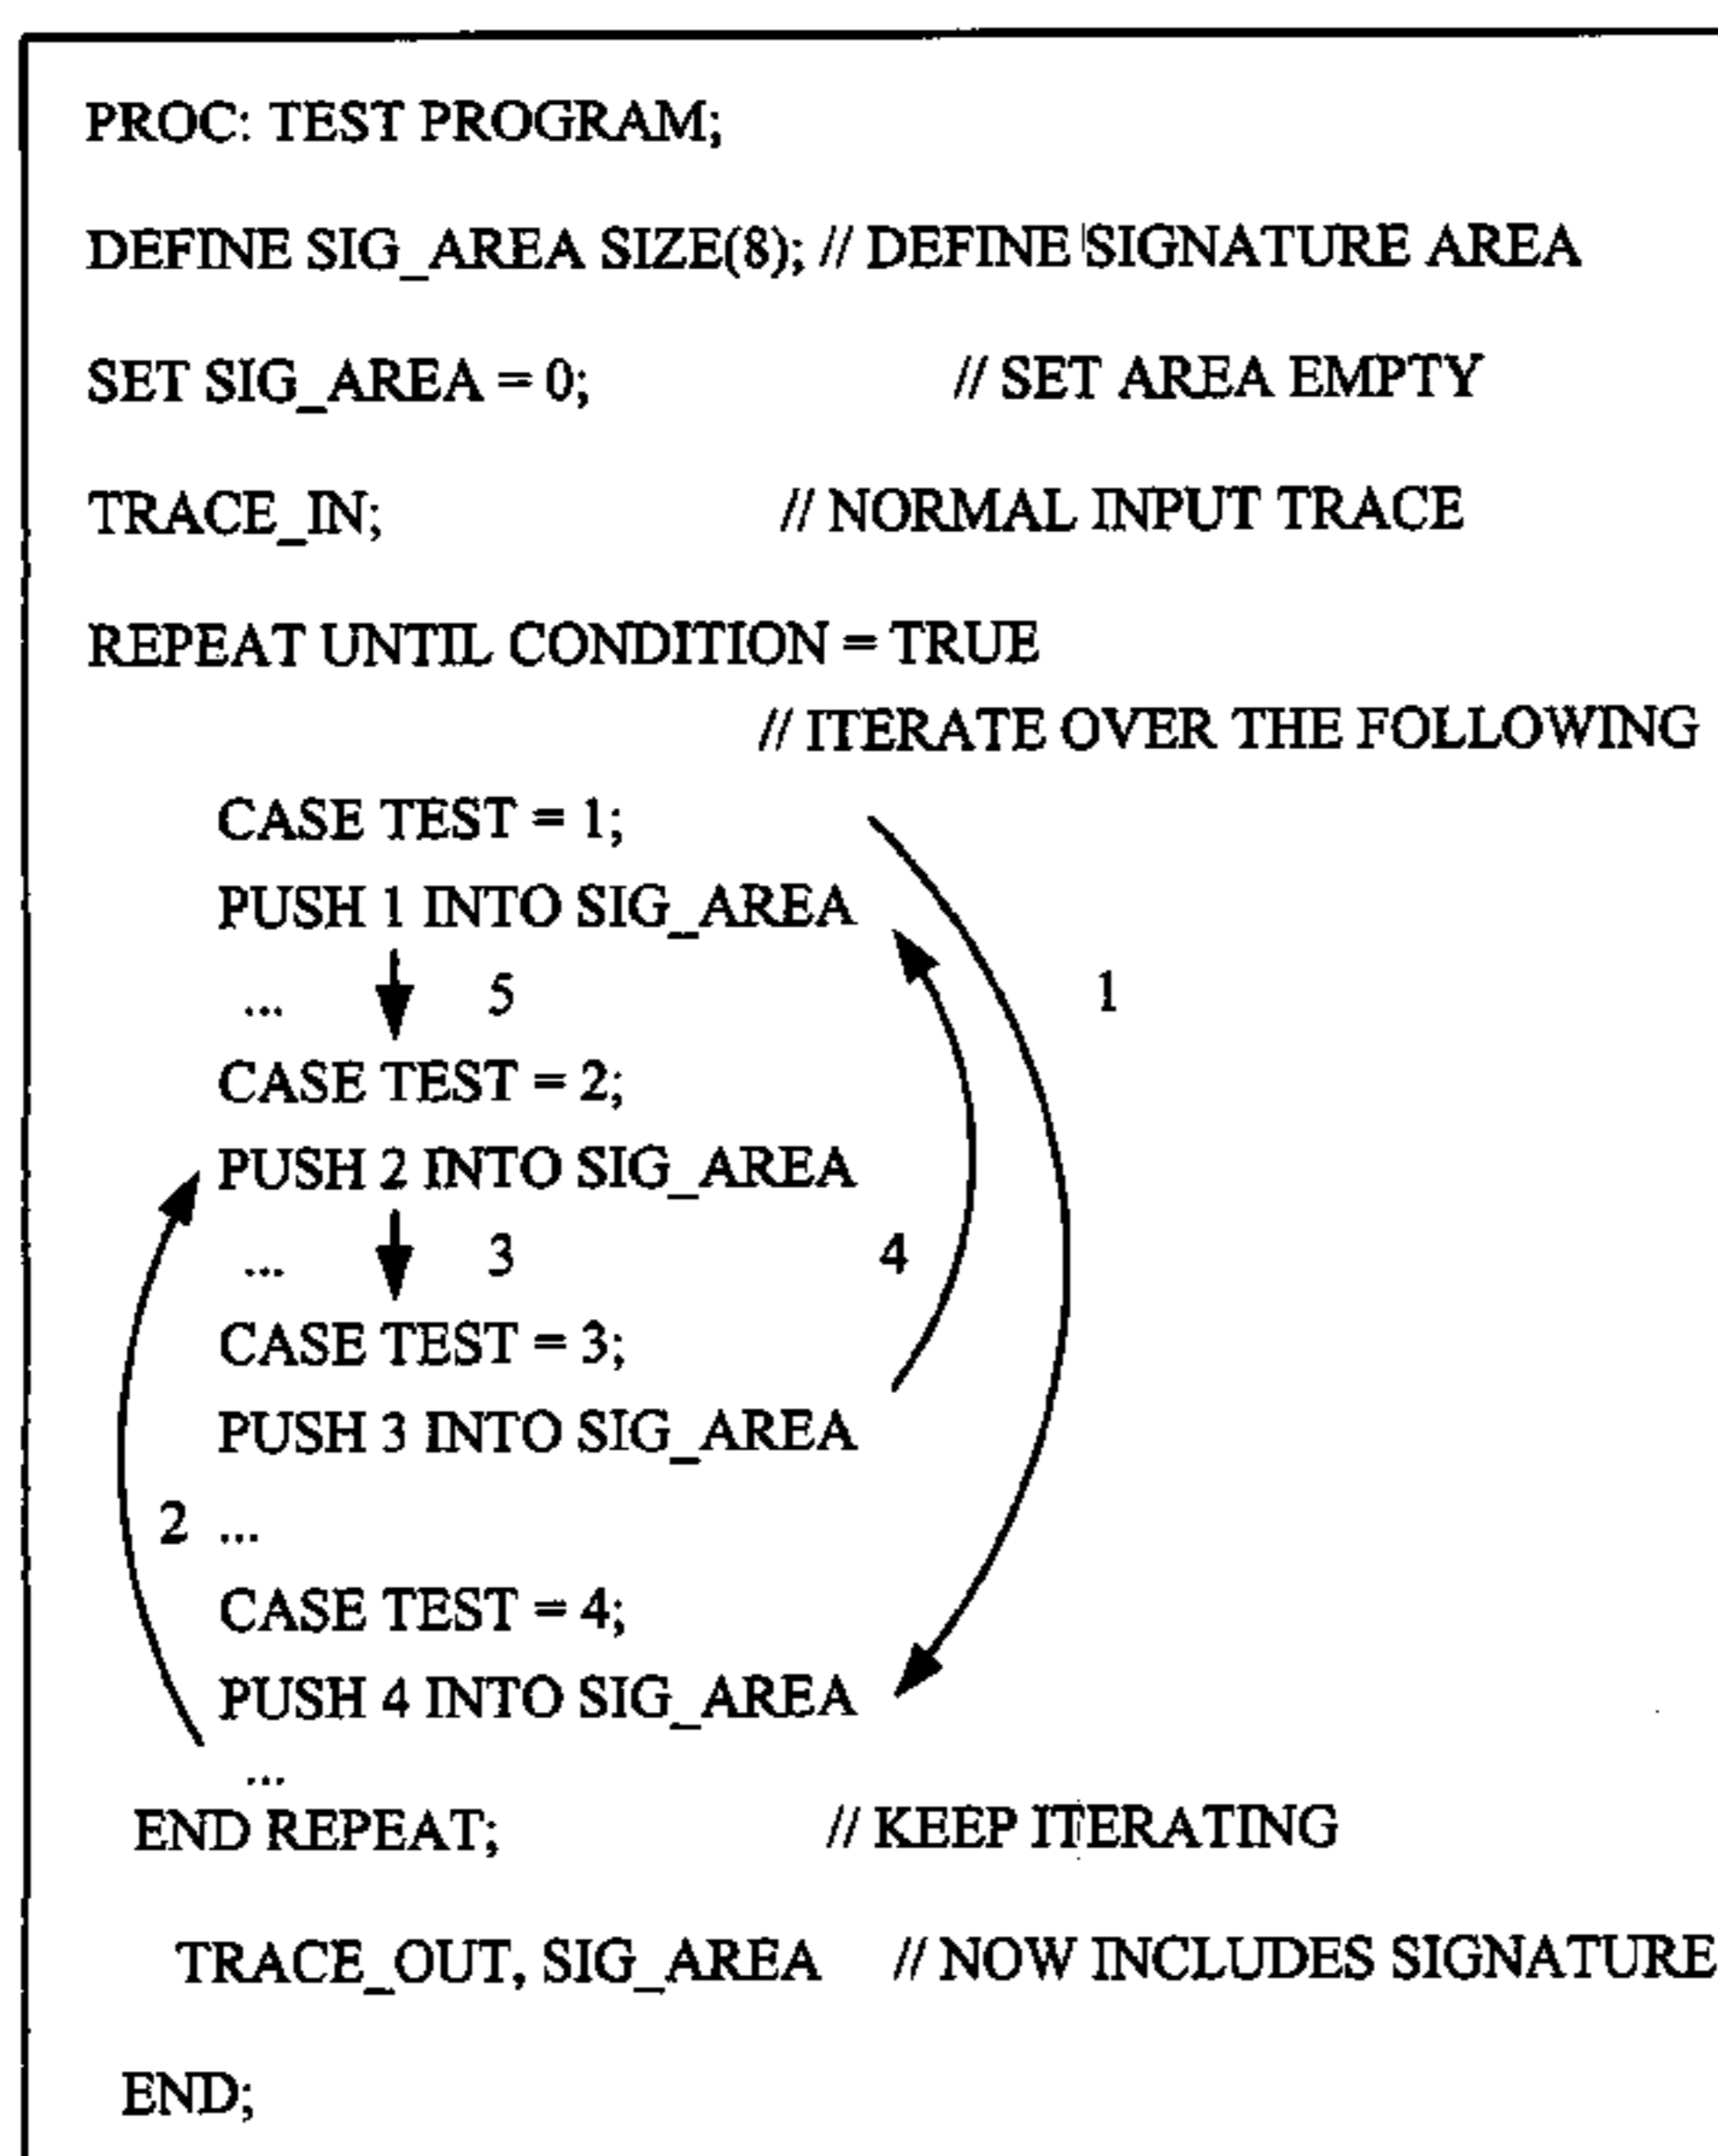 PROC: TEST PROGRAM;
DEFINE SIG_AREA SIZE(8); // DEFINE SIGNATURE AREA
SET SIG_AREA = 0; // SET AREA EMPTY
TRACE_IN; // NORMAL INPUT TRACE
REPEAT UNTIL CONDITION = TRUE
// ITERATE OVER THE FOLLOWING
CASE TEST = 1;
PUSH 1 INTO SIG_AREA
... 5 1
CASE TEST = 2;
PUSH 2 INTO SIG_AREA
... 3 4
CASE TEST = 3;
PUSH 3 INTO SIG_AREA
2 ...
CASE TEST = 4;
PUSH 4 INTO SIG_AREA
...
END REPEAT; // KEEP ITERATING
TRACE_OUT, SIG_AREA // NOW INCLUDES SIGNATURE
END;